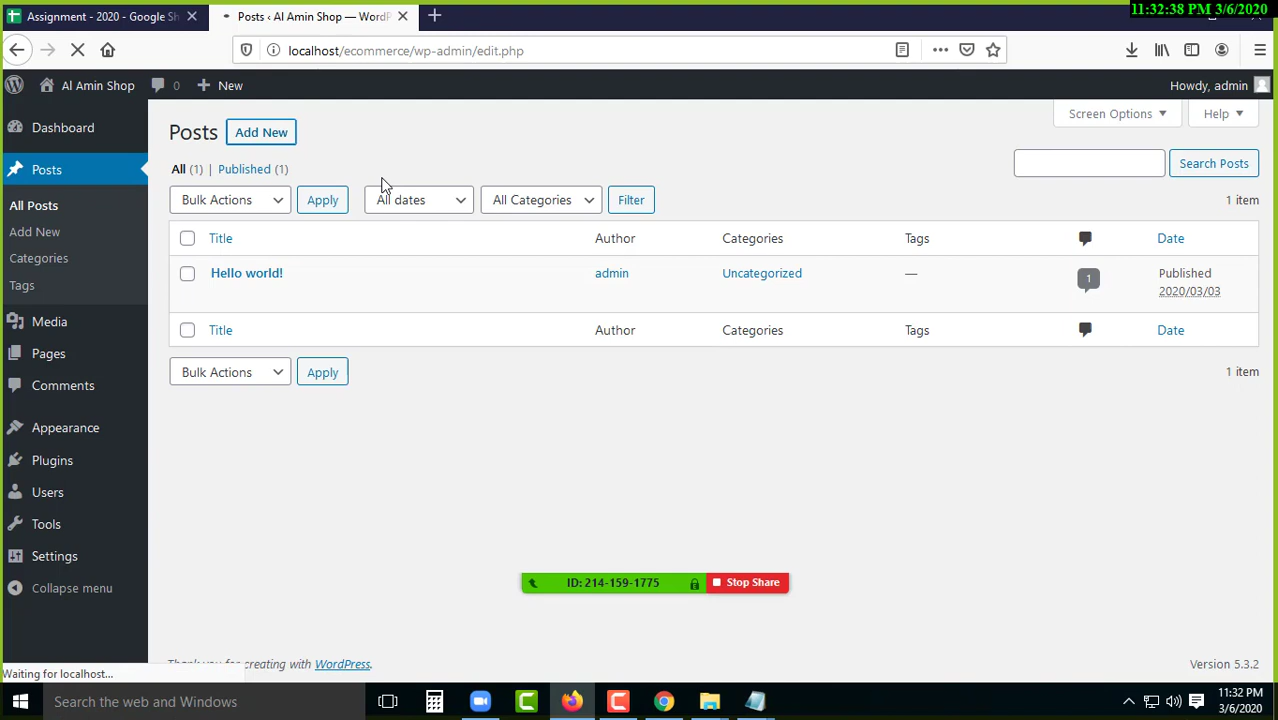 11:32:38 PM 3/6/2020
Assignment - 2020 - Google Sh
Posts ‹ Al Amin Shop — WordPr
localhost/ecommerce/wp-admin/edit.php
Al Amin Shop 0 New Howdy, admin
Screen Options Help
Dashboard
Posts
All Posts
Add New
Categories
Tags
Media
Pages
Comments
Appearance
Plugins
Users
Tools
Settings
Collapse menu
Posts Add New
All (1) | Published (1)
Search Posts
Bulk Actions Apply All dates All Categories Filter 1 item
Title Author Categories Tags Date
Hello world! admin Uncategorized — 1 Published
2020/03/03
Title Author Categories Tags Date
Bulk Actions Apply 1 item
ID: 214-159-1775 Stop Share
Thank you for creating with WordPress. Version 5.3.2
Waiting for localhost...
Search the web and Windows
11:32 PM
3/6/2020